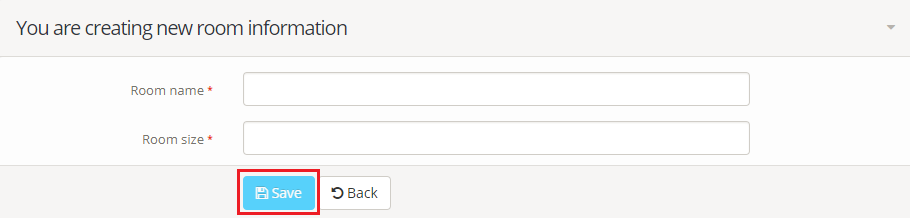 You are creating new room information
Room name *
Room size *
Save Back